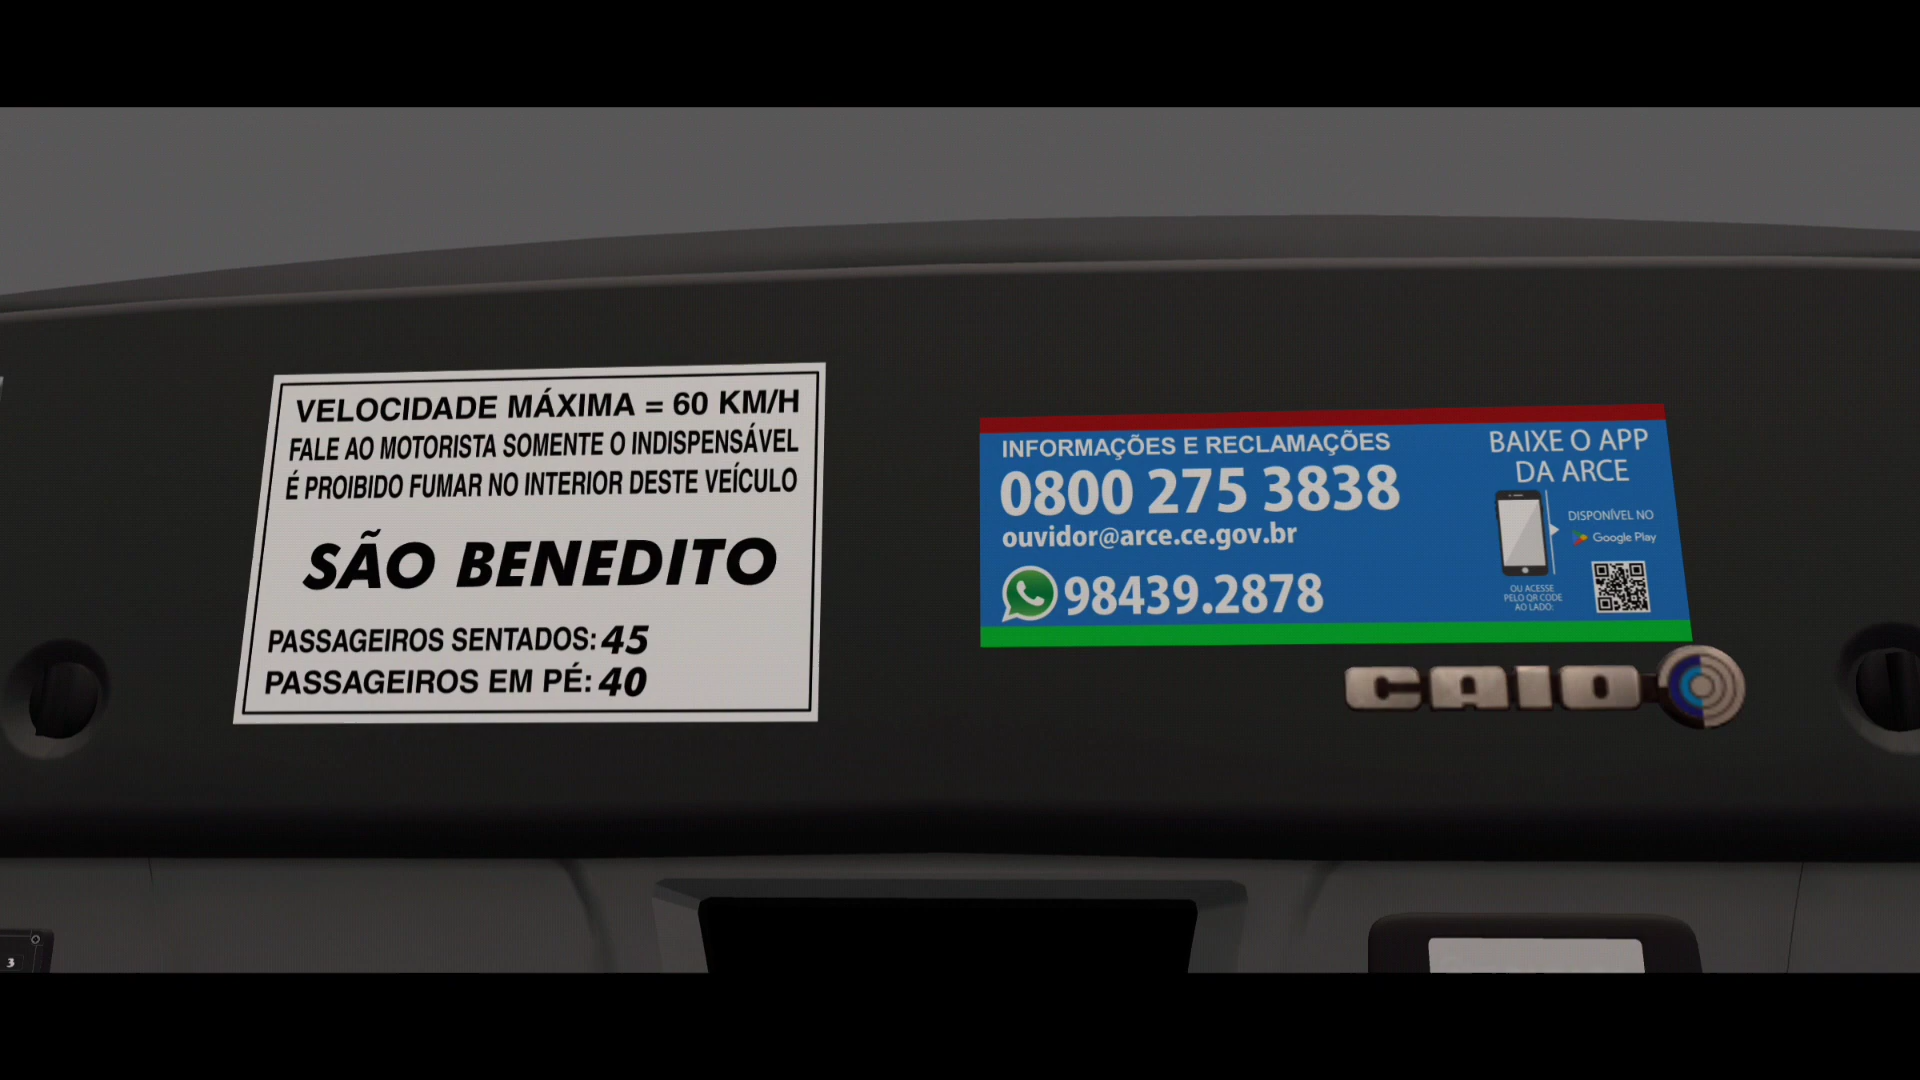 VELOCIDADE MÁXIMA = 60 KM/H
FALE AO MOTORISTA SOMENTE O INDISPENSÁVEL
É PROIBIDO FUMAR NO INTERIOR DESTE VEÍCULO
SÃO BENEDITO
PASSAGEIROS SENTADOS: 45
PASSAGEIROS EM PÉ: 40
INFORMAÇÕES E RECLAMAÇÕES
0800 275 3838
ouvidor@arce.ce.gov.br
98439.2878
BAIXE O APP
DA ARCE
DISPONÍVEL NO
Google Play
OU ACESSE
PELO QR CODE
AO LADO:
CAIO
3